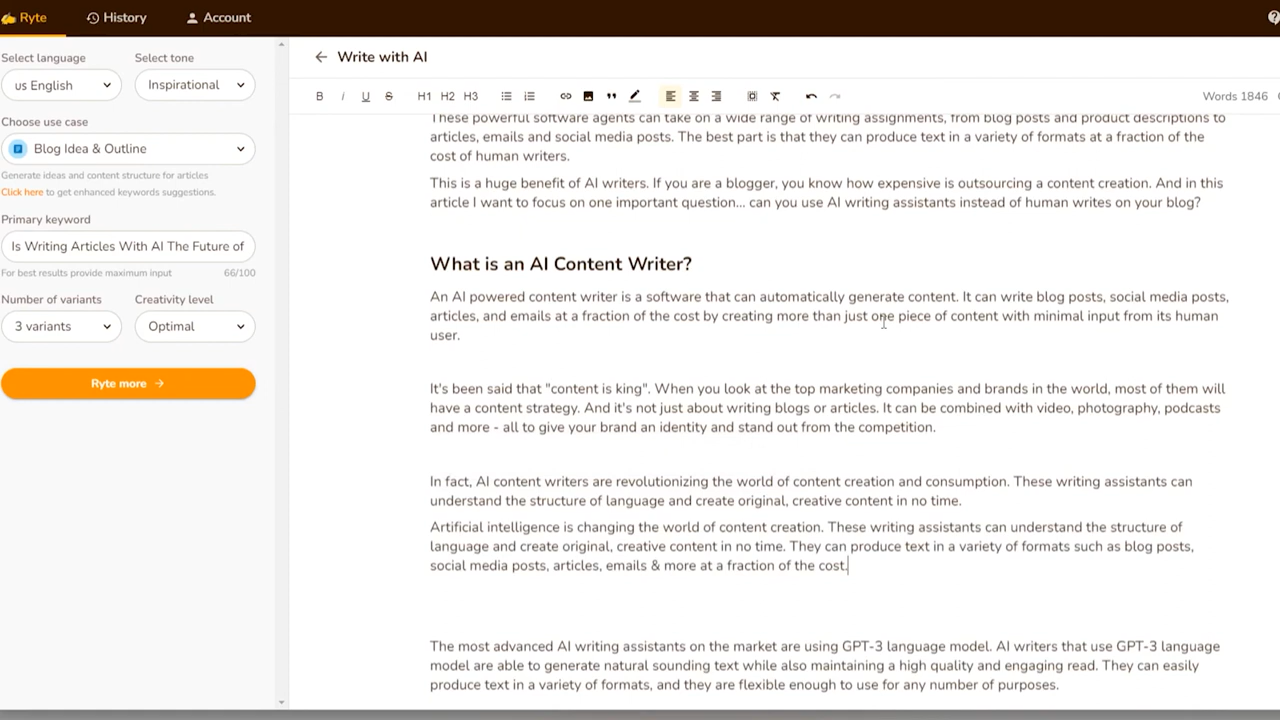 Ryte
History
Account
Select language
Select tone
us English
Inspirational
Choose use case
Blog Idea & Outline
Generate ideas and content structure for articles
Click here to get enhanced keywords suggestions.
Primary keyword
Is Writing Articles With AI The Future of
For best results provide maximum input 66/100
Number of variants
Creativity level
3 variants
Optimal
Ryte more →
← Write with AI
B i U S H1 H2 H3
Words 1846
These powerful software agents can take on a wide range of writing assignments, from blog posts and product descriptions to
articles, emails and social media posts. The best part is that they can produce text in a variety of formats at a fraction of the
cost of human writers.
This is a huge benefit of AI writers. If you are a blogger, you know how expensive is outsourcing a content creation. And in this
article I want to focus on one important question... can you use AI writing assistants instead of human writes on your blog?
What is an AI Content Writer?
An AI powered content writer is a software that can automatically generate content. It can write blog posts, social media posts,
articles, and emails at a fraction of the cost by creating more than just one piece of content with minimal input from its human
user.
It's been said that "content is king". When you look at the top marketing companies and brands in the world, most of them will
have a content strategy. And it's not just about writing blogs or articles. It can be combined with video, photography, podcasts
and more - all to give your brand an identity and stand out from the competition.
In fact, AI content writers are revolutionizing the world of content creation and consumption. These writing assistants can
understand the structure of language and create original, creative content in no time.
Artificial intelligence is changing the world of content creation. These writing assistants can understand the structure of
language and create original, creative content in no time. They can produce text in a variety of formats such as blog posts,
social media posts, articles, emails & more at a fraction of the cost.
The most advanced AI writing assistants on the market are using GPT-3 language model. AI writers that use GPT-3 language
model are able to generate natural sounding text while also maintaining a high quality and engaging read. They can easily
produce text in a variety of formats, and they are flexible enough to use for any number of purposes.